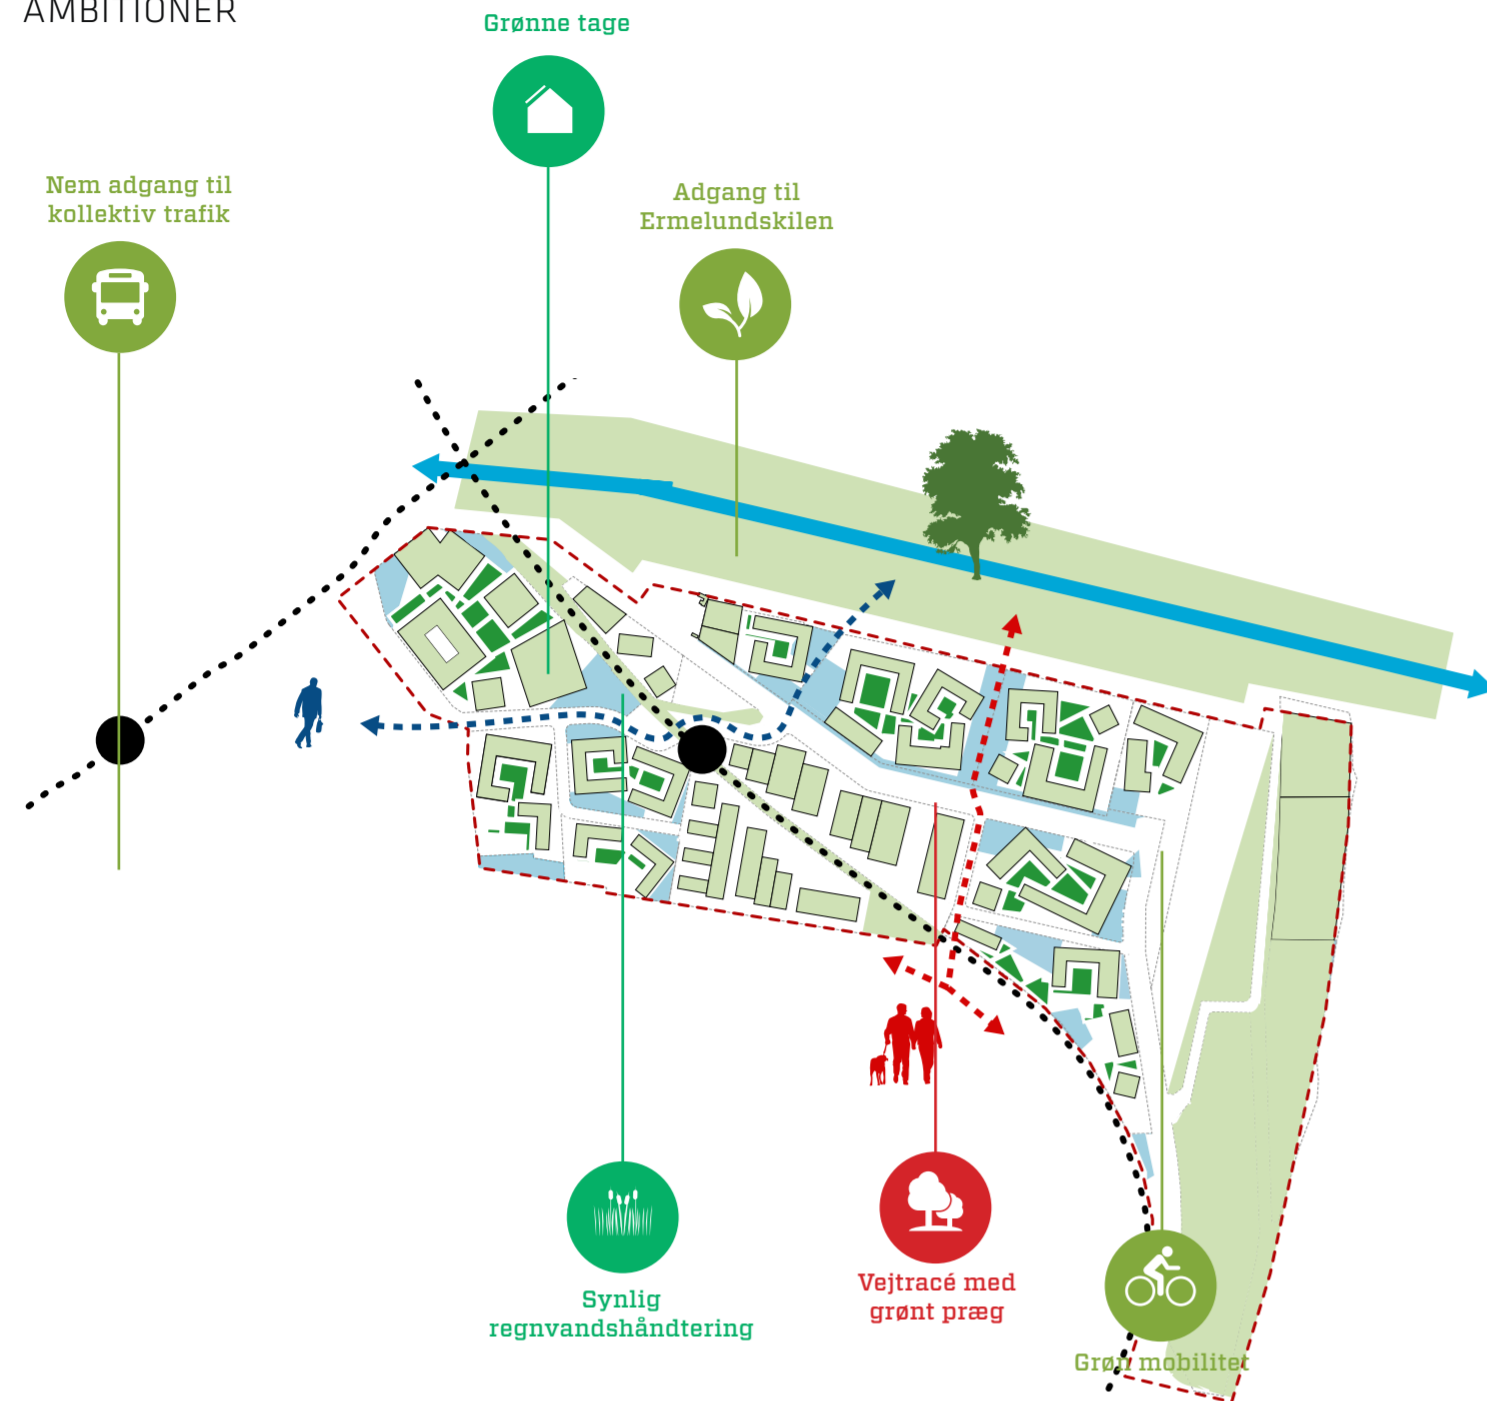 AMBITIONER
Grønne tage
Nem adgang til
kollektiv trafik
Adgang til
Ermelundskilen
Synlig
regnvandshåndtering
Vejtracé med
grønt præg
Grøn mobilitet